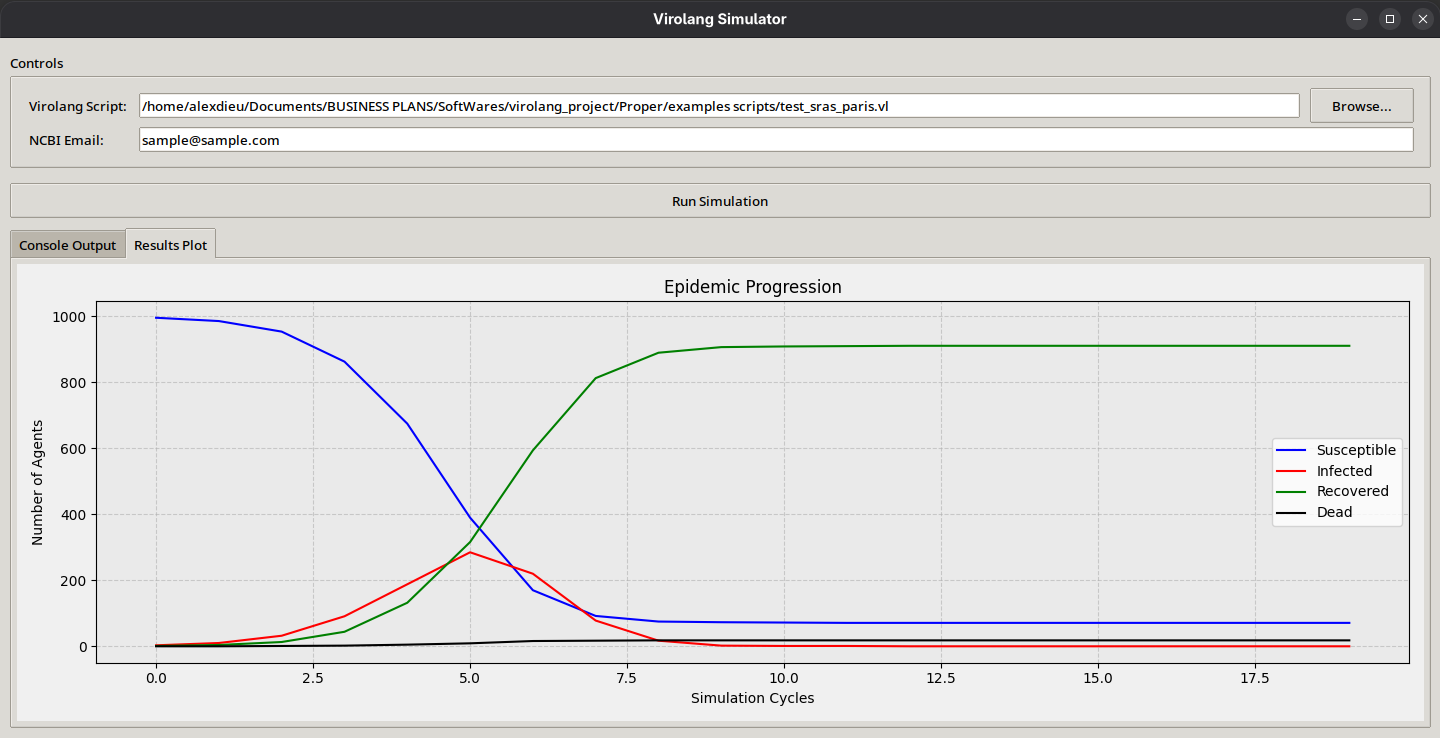 Virolang Simulator
Controls
Virolang Script: /home/alexdieu/Documents/BUSINESS PLANS/SoftWares/virolang_project/Proper/examples scripts/test_sras_paris.vl Browse...
NCBI Email: sample@sample.com
Run Simulation
Console Output Results Plot
Epidemic Progression
Number of Agents
1000
800
600
400
200
0
Susceptible
Infected
Recovered
Dead
0.0 2.5 5.0 7.5 10.0 12.5 15.0 17.5
Simulation Cycles